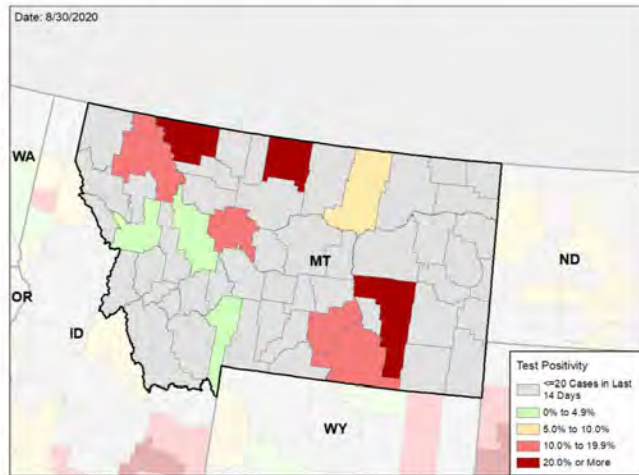 Date: 8/30/2020
WA
MT
ND
OR
ID
WY
Test Positivity
<=20 Cases in Last
14 Days
0% to 4.9%
5.0% to 10.0%
10.0% to 19.9%
20.0% or More